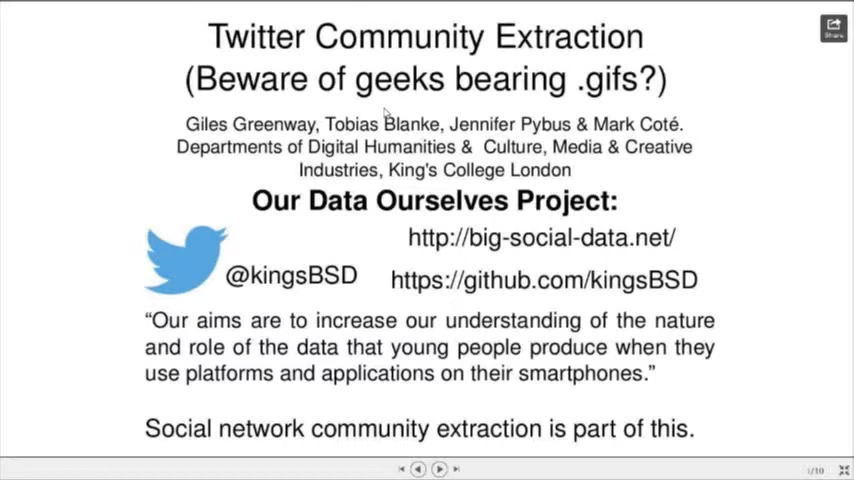 Twitter Community Extraction
(Beware of geeks bearing .gifs?)
Share
Giles Greenway, Tobias Blanke, Jennifer Pybus & Mark Coté.
Departments of Digital Humanities & Culture, Media & Creative
Industries, King's College London
Our Data Ourselves Project:
http://big-social-data.net/
@kingsBSD
https://github.com/kingsBSD
“Our aims are to increase our understanding of the nature
and role of the data that young people produce when they
use platforms and applications on their smartphones.”
Social network community extraction is part of this.
1/10